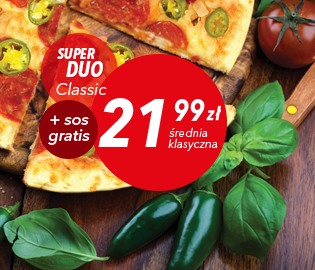 SUPER
DUO
Classic
+ sos
gratis
21 99 zł
średnia
klasyczna